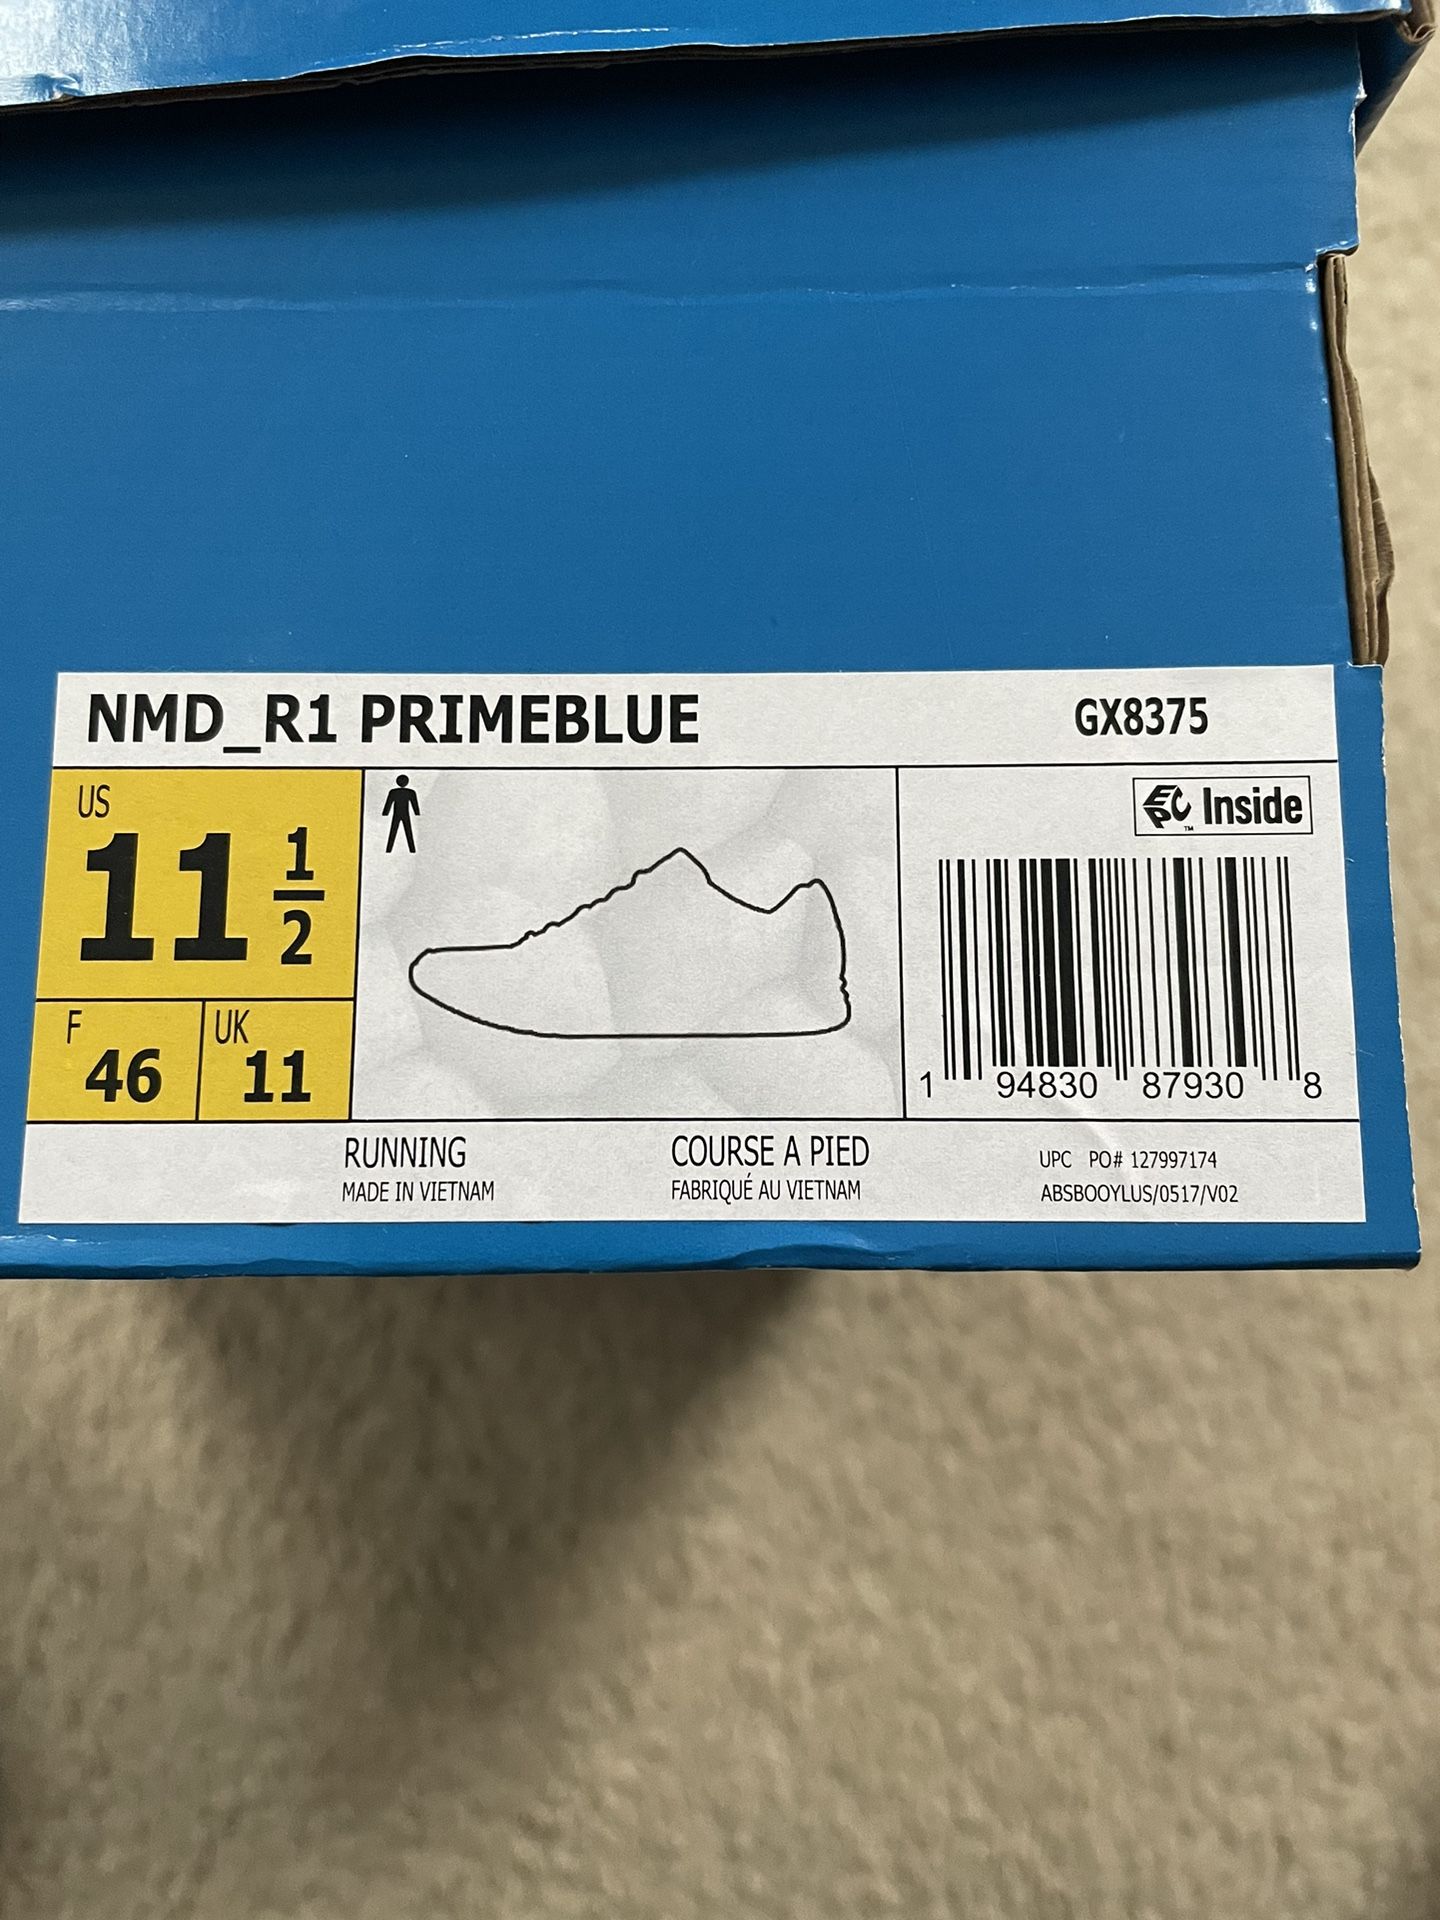 NMD_R1 PRIMEBLUE GX8375
US
11 1/2
F 46
UK 11
EPC™ Inside
1 94830 87930 8
RUNNING
MADE IN VIETNAM
COURSE A PIED
FABRIQUÉ AU VIETNAM
UPC PO# 127997174
ABSBOOYLUS/0517/V02